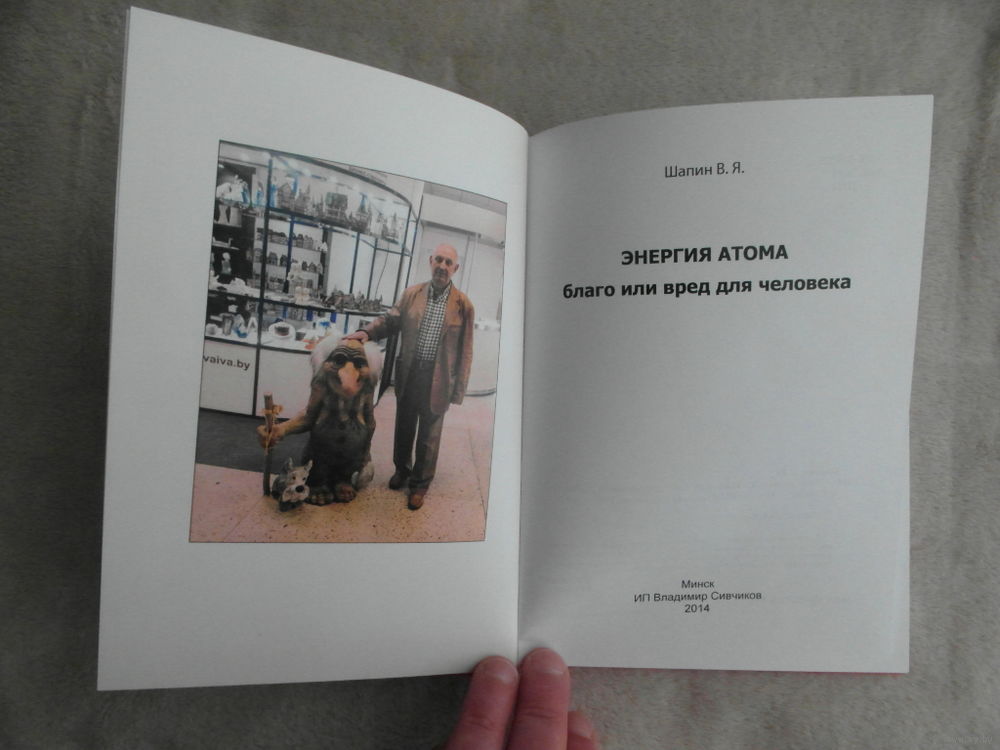 vaiva.by
Шапин В. Я.
ЭНЕРГИЯ АТОМА
благо или вред для человека
Минск
ИП Владимир Сивчиков
2014